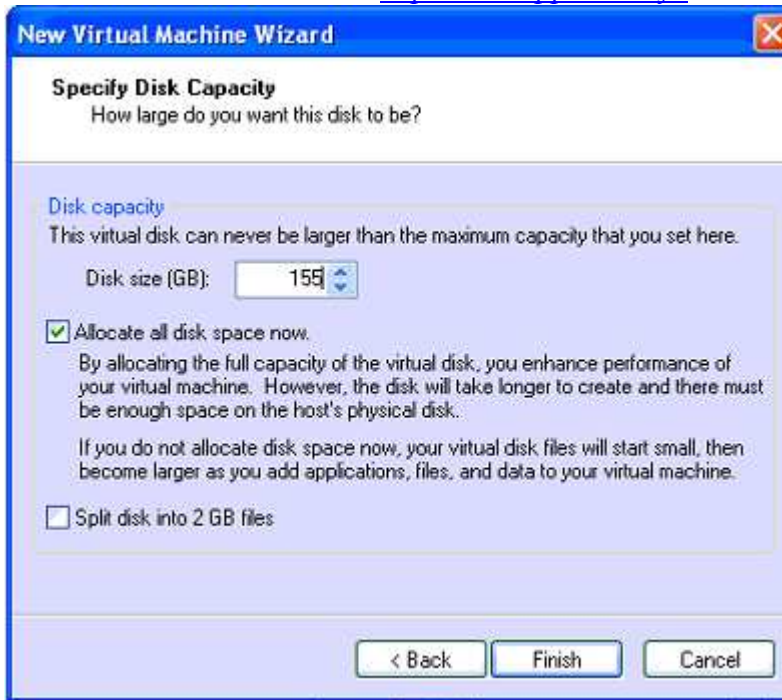 New Virtual Machine Wizard
Specify Disk Capacity
How large do you want this disk to be?
Disk capacity
This virtual disk can never be larger than the maximum capacity that you set here.
Disk size (GB): 155
Allocate all disk space now.
By allocating the full capacity of the virtual disk, you enhance performance of
your virtual machine. However, the disk will take longer to create and there must
be enough space on the host's physical disk.
If you do not allocate disk space now, your virtual disk files will start small, then
become larger as you add applications, files, and data to your virtual machine.
Split disk into 2 GB files
< Back Finish Cancel